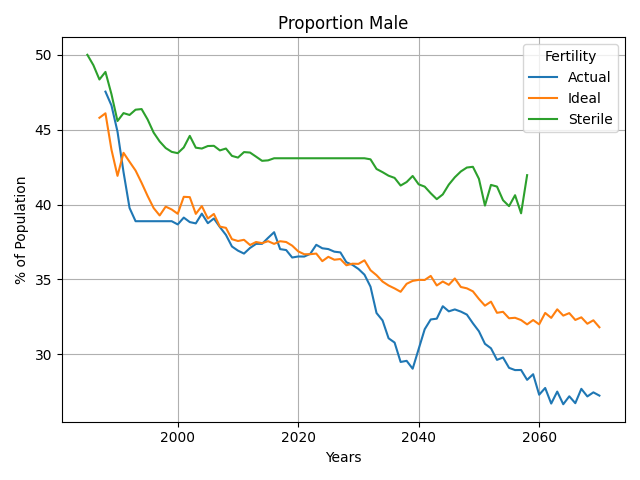 Proportion Male
Fertility
Actual
Ideal
Sterile
% of Population
50
45
40
35
30
2000 2020 2040 2060
Years